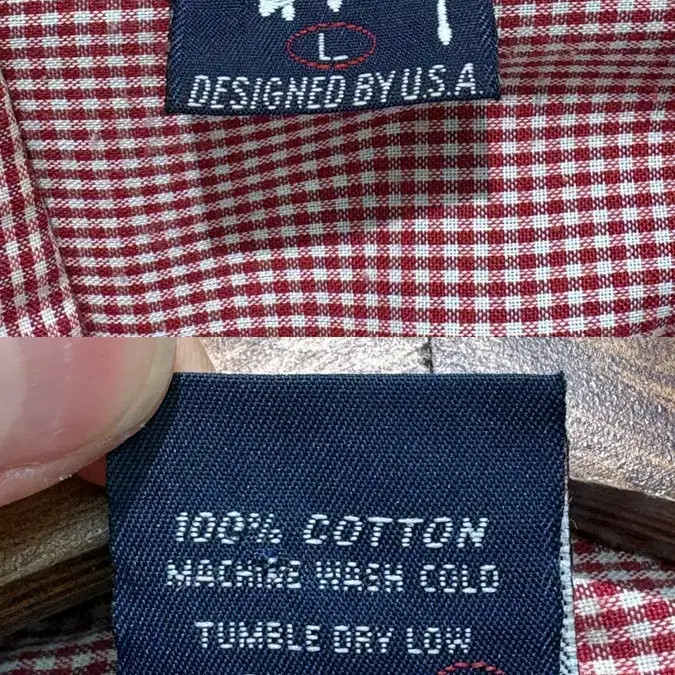 L
DESIGNED BY U.S.A
100% COTTON
MACHINE WASH COLD
TUMBLE DRY LOW